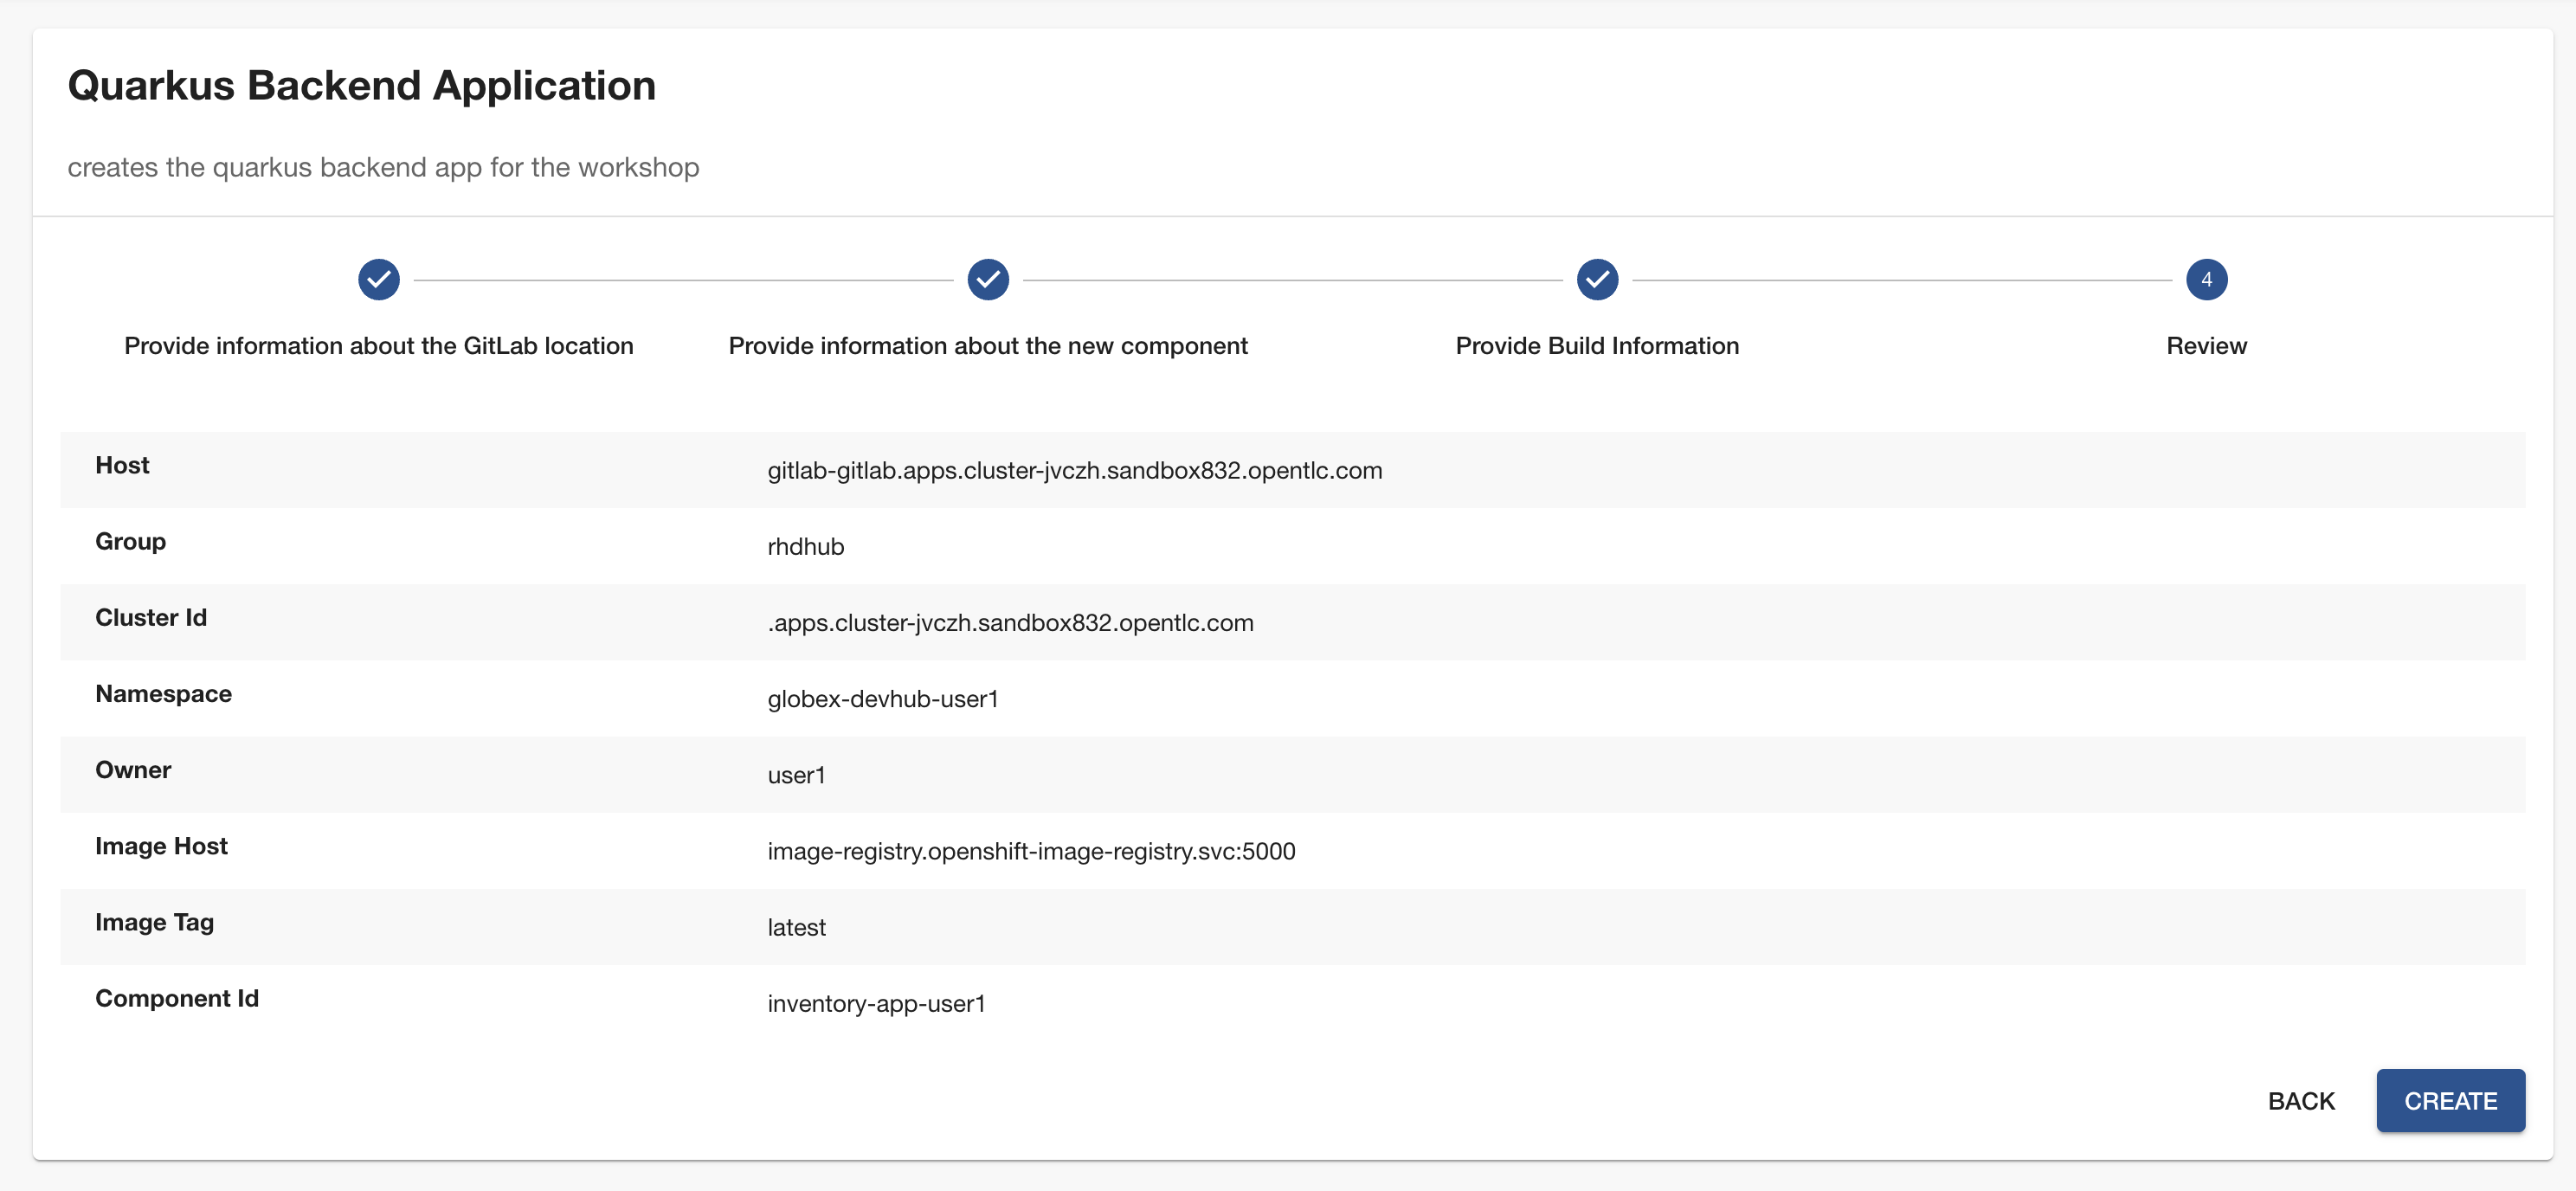 Quarkus Backend Application
creates the quarkus backend app for the workshop
4
Provide information about the GitLab location
Provide information about the new component
Provide Build Information
Review
Host
gitlab-gitlab.apps.cluster-jvczh.sandbox832.opentlc.com
Group
rhdhub
Cluster Id
.apps.cluster-jvczh.sandbox832.opentlc.com
Namespace
globex-devhub-user1
Owner
user1
Image Host
image-registry.openshift-image-registry.svc:5000
Image Tag
latest
Component Id
inventory-app-user1
BACK
CREATE